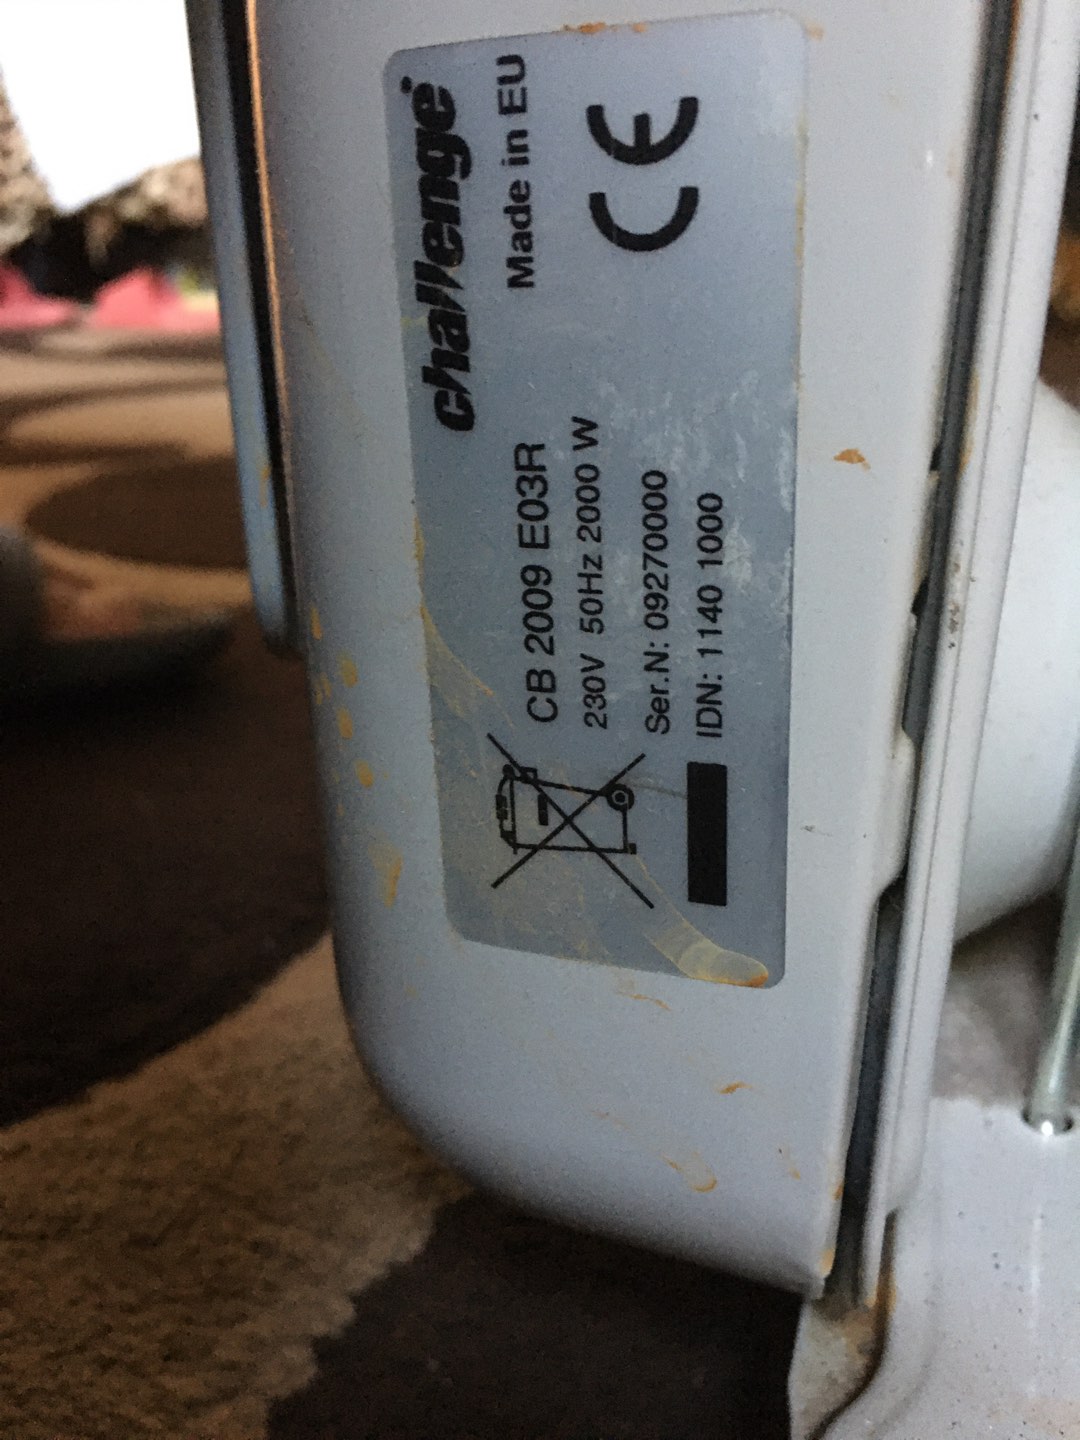 challenge
Made in EU
CE
CB 2009 E03R
230V 50Hz 2000 W
Ser.N: 09270000
IDN: 1140 1000